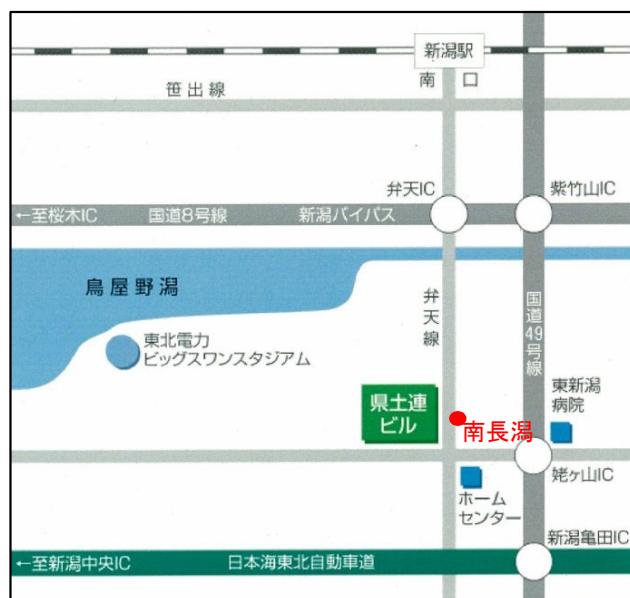 新潟駅
南口
笹出線
弁天IC
紫竹山IC
←至桜木IC
国道8号線
新潟バイパス
鳥屋野潟
弁天線
国道49号線
東北電力
ビッグスワンスタジアム
東新潟
病院
県土連
ビル
南長潟
姥ヶ山IC
ホーム
センター
新潟亀田IC
←至新潟中央IC
日本海東北自動車道